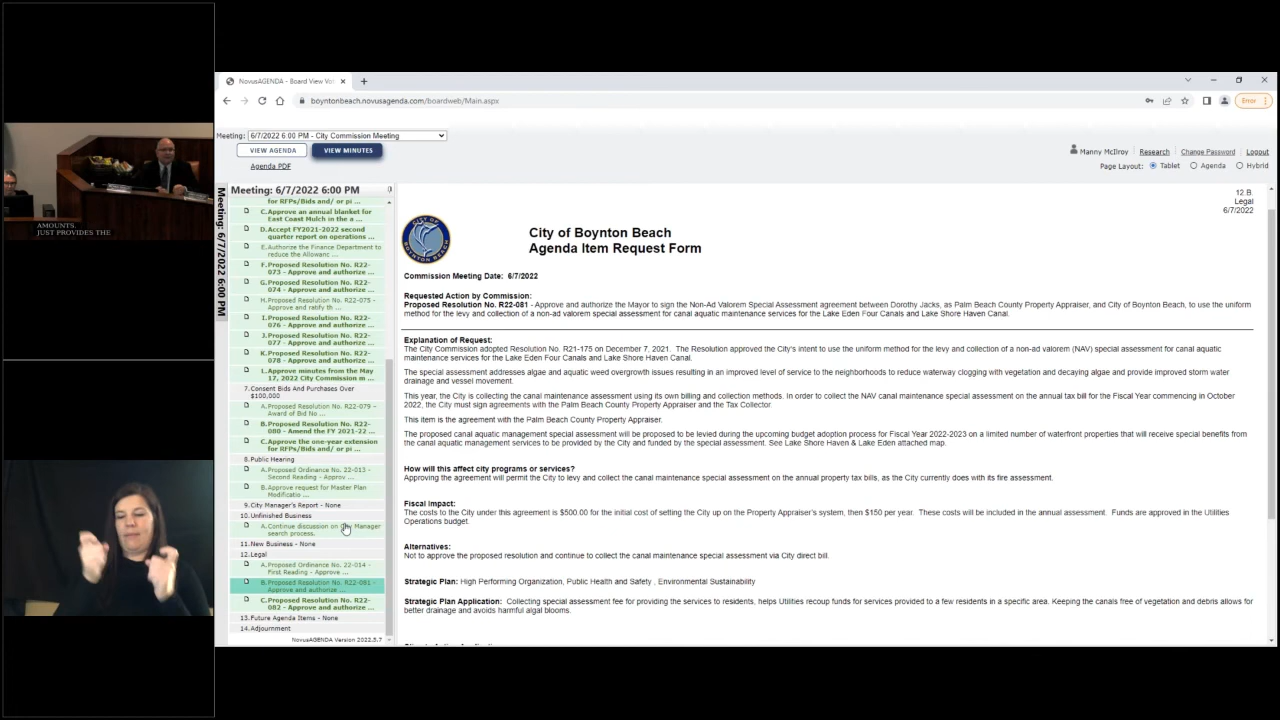 NovusAGENDA - Board View Vo
boyntonbeach.novusagenda.com/boardweb/Main.aspx
Error
Meeting: 6/7/2022 6:00 PM - City Commission Meeting
VIEW AGENDA VIEW MINUTES
Agenda PDF
Manny McIlroy Research Change Password Logout
Page Layout: Tablet Agenda Hybrid
Meeting: 6/7/2022 6:00 PM
Meeting: 6/7/2022 6:00 PM
for RFPs/Bids and/ or pi ...
C.Approve an annual blanket for
East Coast Mulch in the a ...
D.Accept FY2021-2022 second
quarter report on operations ...
E.Authorize the Finance Department to
reduce the Allowanc ...
F.Proposed Resolution No. R22-
073 - Approve and authorize ...
G.Proposed Resolution No. R22-
074 - Approve and authorize ...
H.Proposed Resolution No. R22-075 -
Approve and ratify th ...
I.Proposed Resolution No. R22-
076 - Approve and authorize ...
J.Proposed Resolution No. R22-
077 - Approve and authorize ...
K.Proposed Resolution No. R22-
078 - Approve and authorize ...
L.Approve minutes from the May
17, 2022 City Commission m ...
7.Consent Bids And Purchases Over
$100,000
A.Proposed Resolution No. R22-079 -
Award of Bid No ...
B.Proposed Resolution No. R22-
080 - Amend the FY 2021-22 ...
C.Approve the one-year extension
for RFPs/Bids and/ or pi ...
8.Public Hearing
A.Proposed Ordinance No. 22-013 -
Second Reading - Approv ...
B.Approve request for Master Plan
Modificatio ...
9.City Manager's Report - None
10.Unfinished Business
A.Continue discussion on City Manager
search process.
11.New Business - None
12.Legal
A.Proposed Ordinance No. 22-014 -
First Reading - Approve ...
B.Proposed Resolution No. R22-081 -
Approve and authorize ...
C.Proposed Resolution No. R22-
082 - Approve and authorize ...
13.Future Agenda Items - None
14.Adjournment
NovusAGENDA Version 2022.5.7
12.B.
Legal
6/7/2022
CITY OF
BOYNTON BEACH
City of Boynton Beach
Agenda Item Request Form
Commission Meeting Date: 6/7/2022
Requested Action by Commission:
Proposed Resolution No. R22-081 - Approve and authorize the Mayor to sign the Non-Ad Valorem Special Assessment agreement between Dorothy Jacks, as Palm Beach County Property Appraiser, and City of Boynton Beach, to use the uniform
method for the levy and collection of a non-ad valorem special assessment for canal aquatic maintenance services for the Lake Eden Four Canals and Lake Shore Haven Canal.
Explanation of Request:
The City Commission adopted Resolution No. R21-175 on December 7, 2021. The Resolution approved the City's intent to use the uniform method for the levy and collection of a non-ad valorem (NAV) special assessment for canal aquatic
maintenance services for the Lake Eden Four Canals and Lake Shore Haven Canal.
The special assessment addresses algae and aquatic weed overgrowth issues resulting in an improved level of service to the neighborhoods to reduce waterway clogging with vegetation and decaying algae and provide improved storm water
drainage and vessel movement.
This year, the City is collecting the canal maintenance assessment using its own billing and collection methods. In order to collect the NAV canal maintenance special assessment on the annual tax bill for the Fiscal Year commencing in October
2022, the City must sign agreements with the Palm Beach County Property Appraiser and the Tax Collector.
This item is the agreement with the Palm Beach County Property Appraiser.
The proposed canal aquatic management special assessment will be proposed to be levied during the upcoming budget adoption process for Fiscal Year 2022-2023 on a limited number of waterfront properties that will receive special benefits from
the canal aquatic management services to be provided by the City and funded by the special assessment. See Lake Shore Haven & Lake Eden attached map.
How will this affect city programs or services?
Approving the agreement will permit the City to levy and collect the canal maintenance special assessment on the annual property tax bills, as the City currently does with its fire assessment.
Fiscal Impact:
The costs to the City under this agreement is $500.00 for the initial cost of setting the City up on the Property Appraiser's system, then $150 per year. These costs will be included in the annual assessment. Funds are approved in the Utilities
Operations budget.
Alternatives:
Not to approve the proposed resolution and continue to collect the canal maintenance special assessment via City direct bill.
Strategic Plan: High Performing Organization, Public Health and Safety , Environmental Sustainability
Strategic Plan Application: Collecting special assessment fee for providing the services to residents, helps Utilities recoup funds for services provided to a few residents in a specific area. Keeping the canals free of vegetation and debris allows for
better drainage and avoids harmful algal blooms.
AMOUNTS.
JUST PROVIDES THE